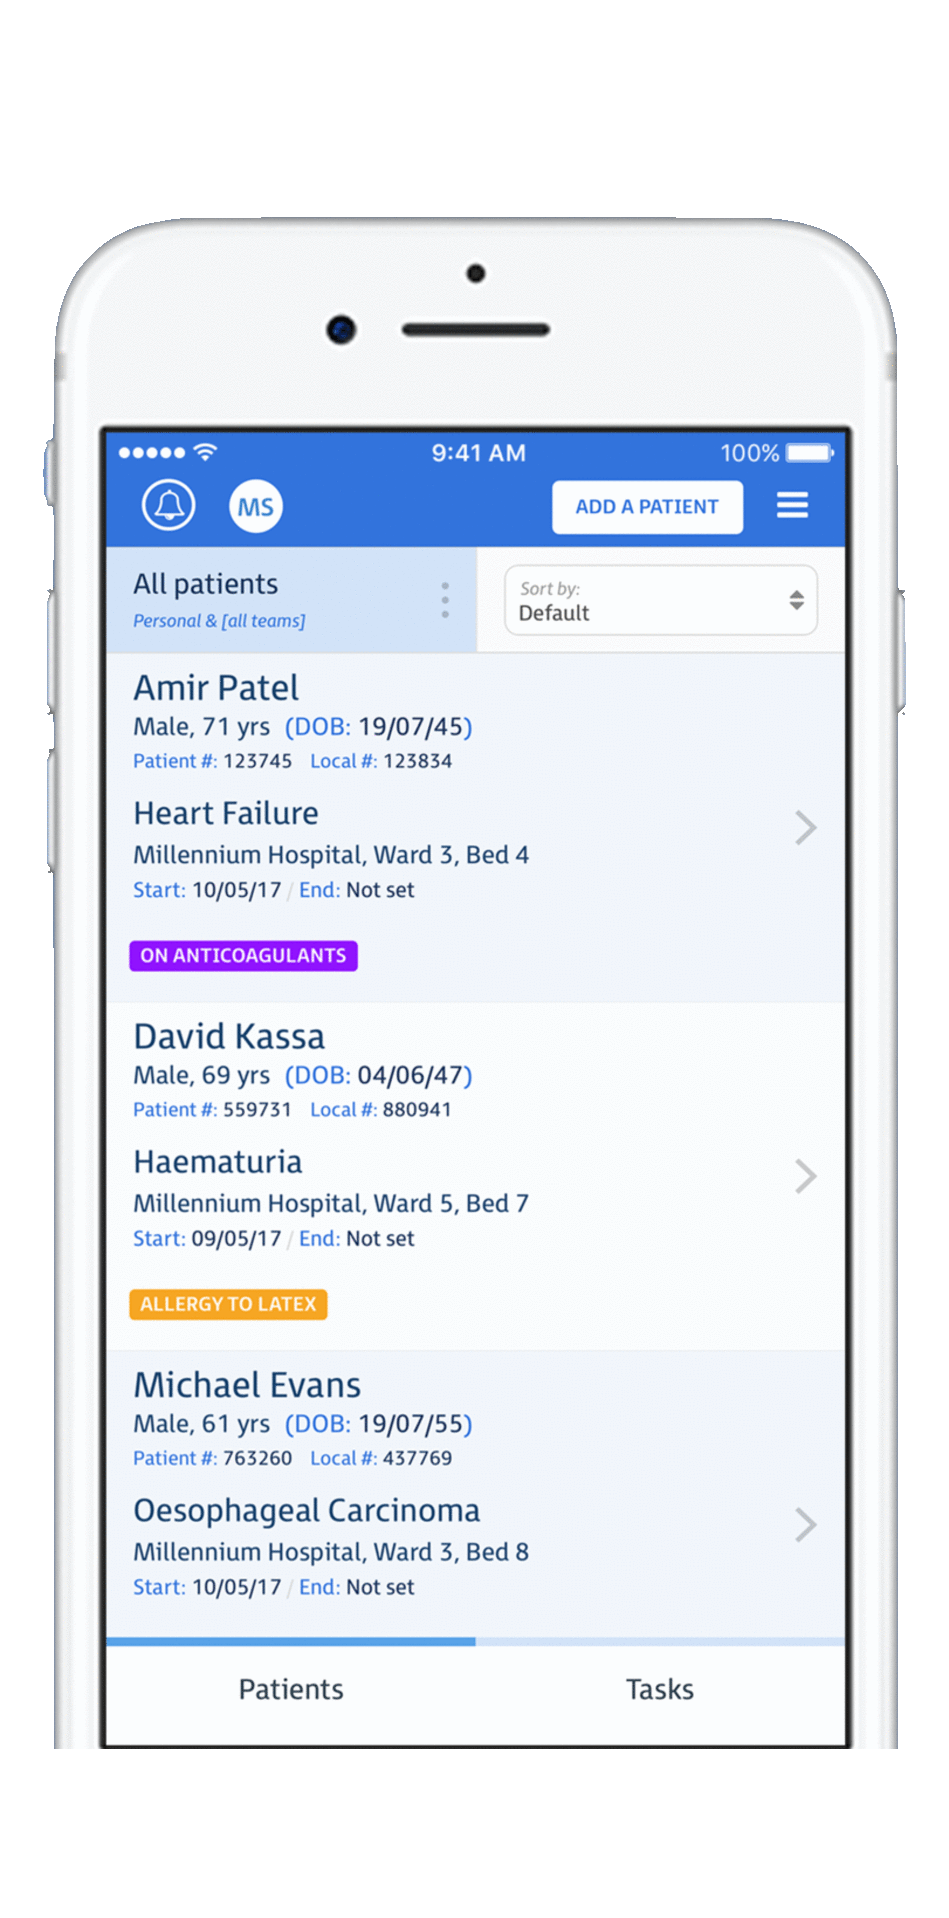 9:41 AM 100%
MS ADD A PATIENT
All patients
Personal & [all teams]
Sort by:
Default
Amir Patel
Male, 71 yrs (DOB: 19/07/45)
Patient #: 123745 Local #: 123834
Heart Failure
Millennium Hospital, Ward 3, Bed 4
Start: 10/05/17 / End: Not set
ON ANTICOAGULANTS
David Kassa
Male, 69 yrs (DOB: 04/06/47)
Patient #: 559731 Local #: 880941
Haematuria
Millennium Hospital, Ward 5, Bed 7
Start: 09/05/17 / End: Not set
ALLERGY TO LATEX
Michael Evans
Male, 61 yrs (DOB: 19/07/55)
Patient #: 763260 Local #: 437769
Oesophageal Carcinoma
Millennium Hospital, Ward 3, Bed 8
Start: 10/05/17 / End: Not set
Patients Tasks